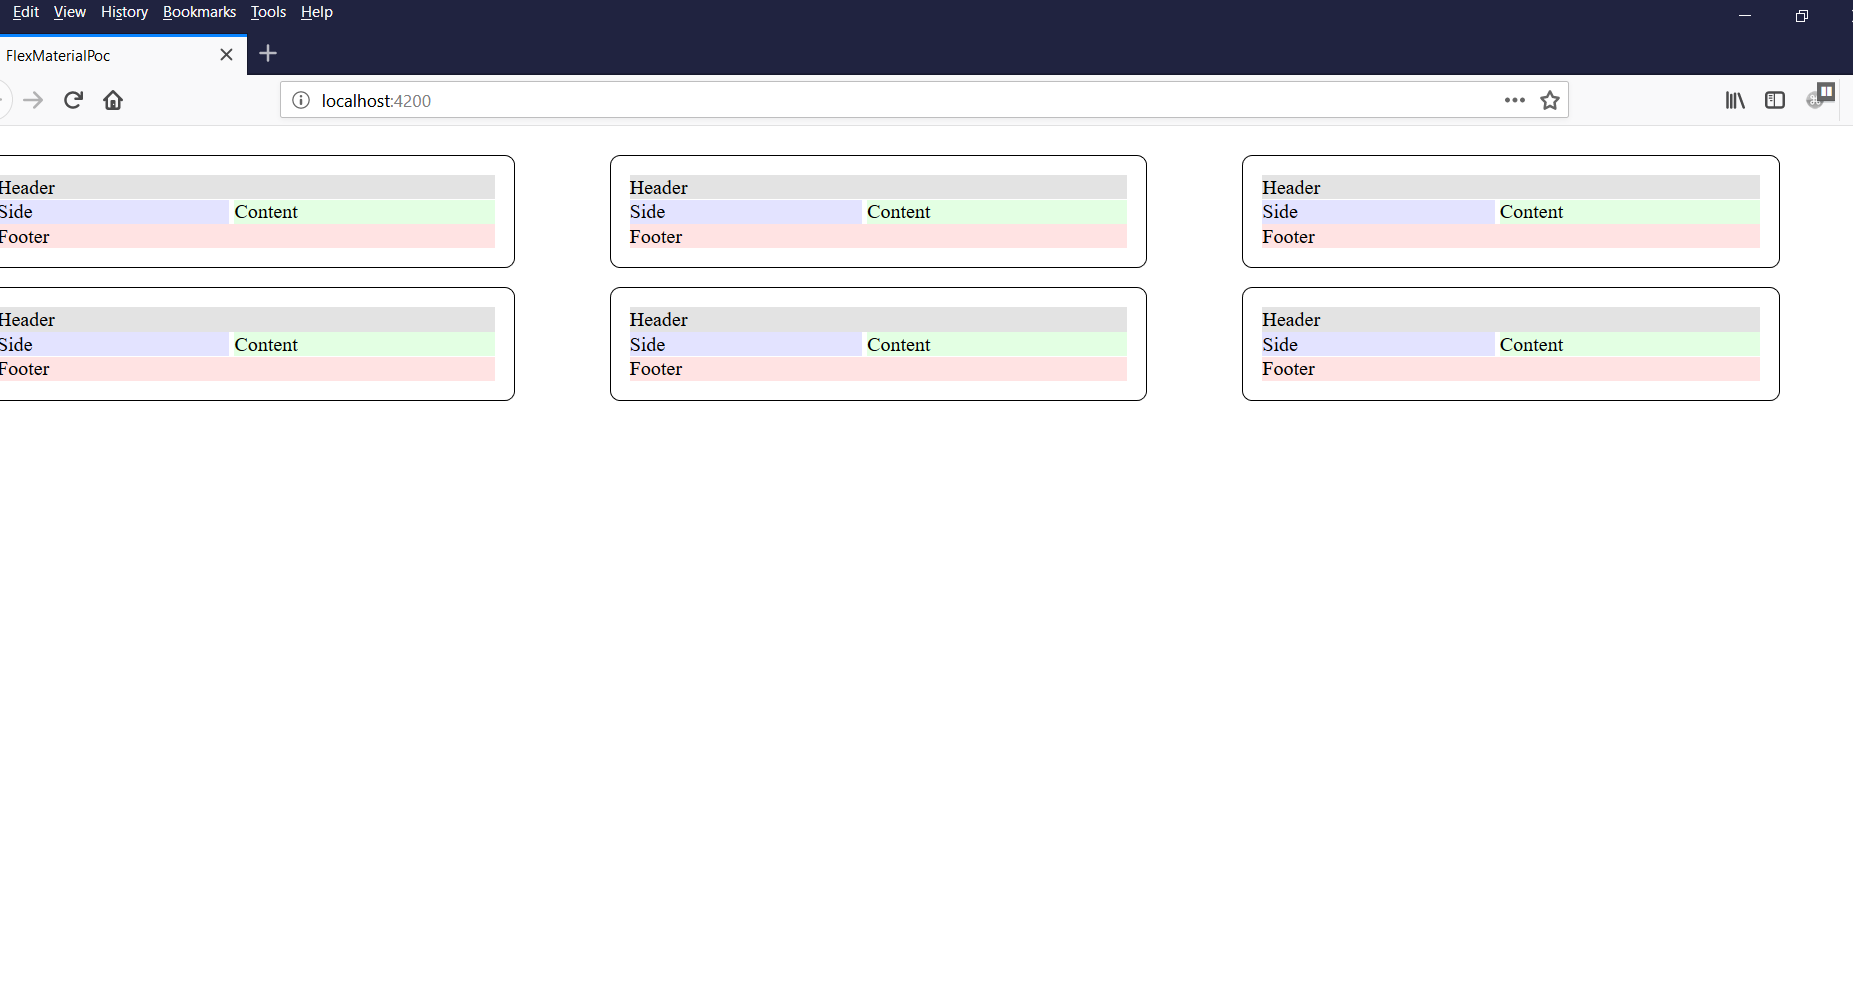 Edit View History Bookmarks Tools Help
FlexMaterialPoc
localhost:4200
Header Header Header
Side Content Side Content Side Content
Footer Footer Footer
Header Header Header
Side Content Side Content Side Content
Footer Footer Footer